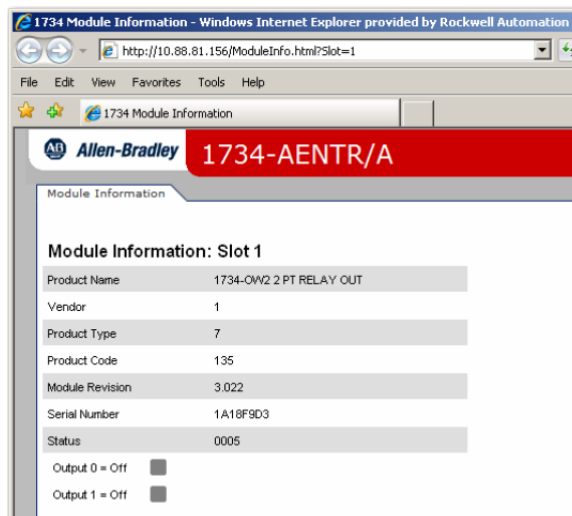 1734 Module Information - Windows Internet Explorer provided by Rockwell Automation
http://10.88.81.156/ModuleInfo.html?Slot=1
File Edit View Favorites Tools Help
1734 Module Information
AB Allen-Bradley 1734-AENTR/A
Module Information
Module Information: Slot 1
Product Name 1734-OW2 2 PT RELAY OUT
Vendor 1
Product Type 7
Product Code 135
Module Revision 3.022
Serial Number 1A18F9D3
Status 0005
Output 0 = Off
Output 1 = Off